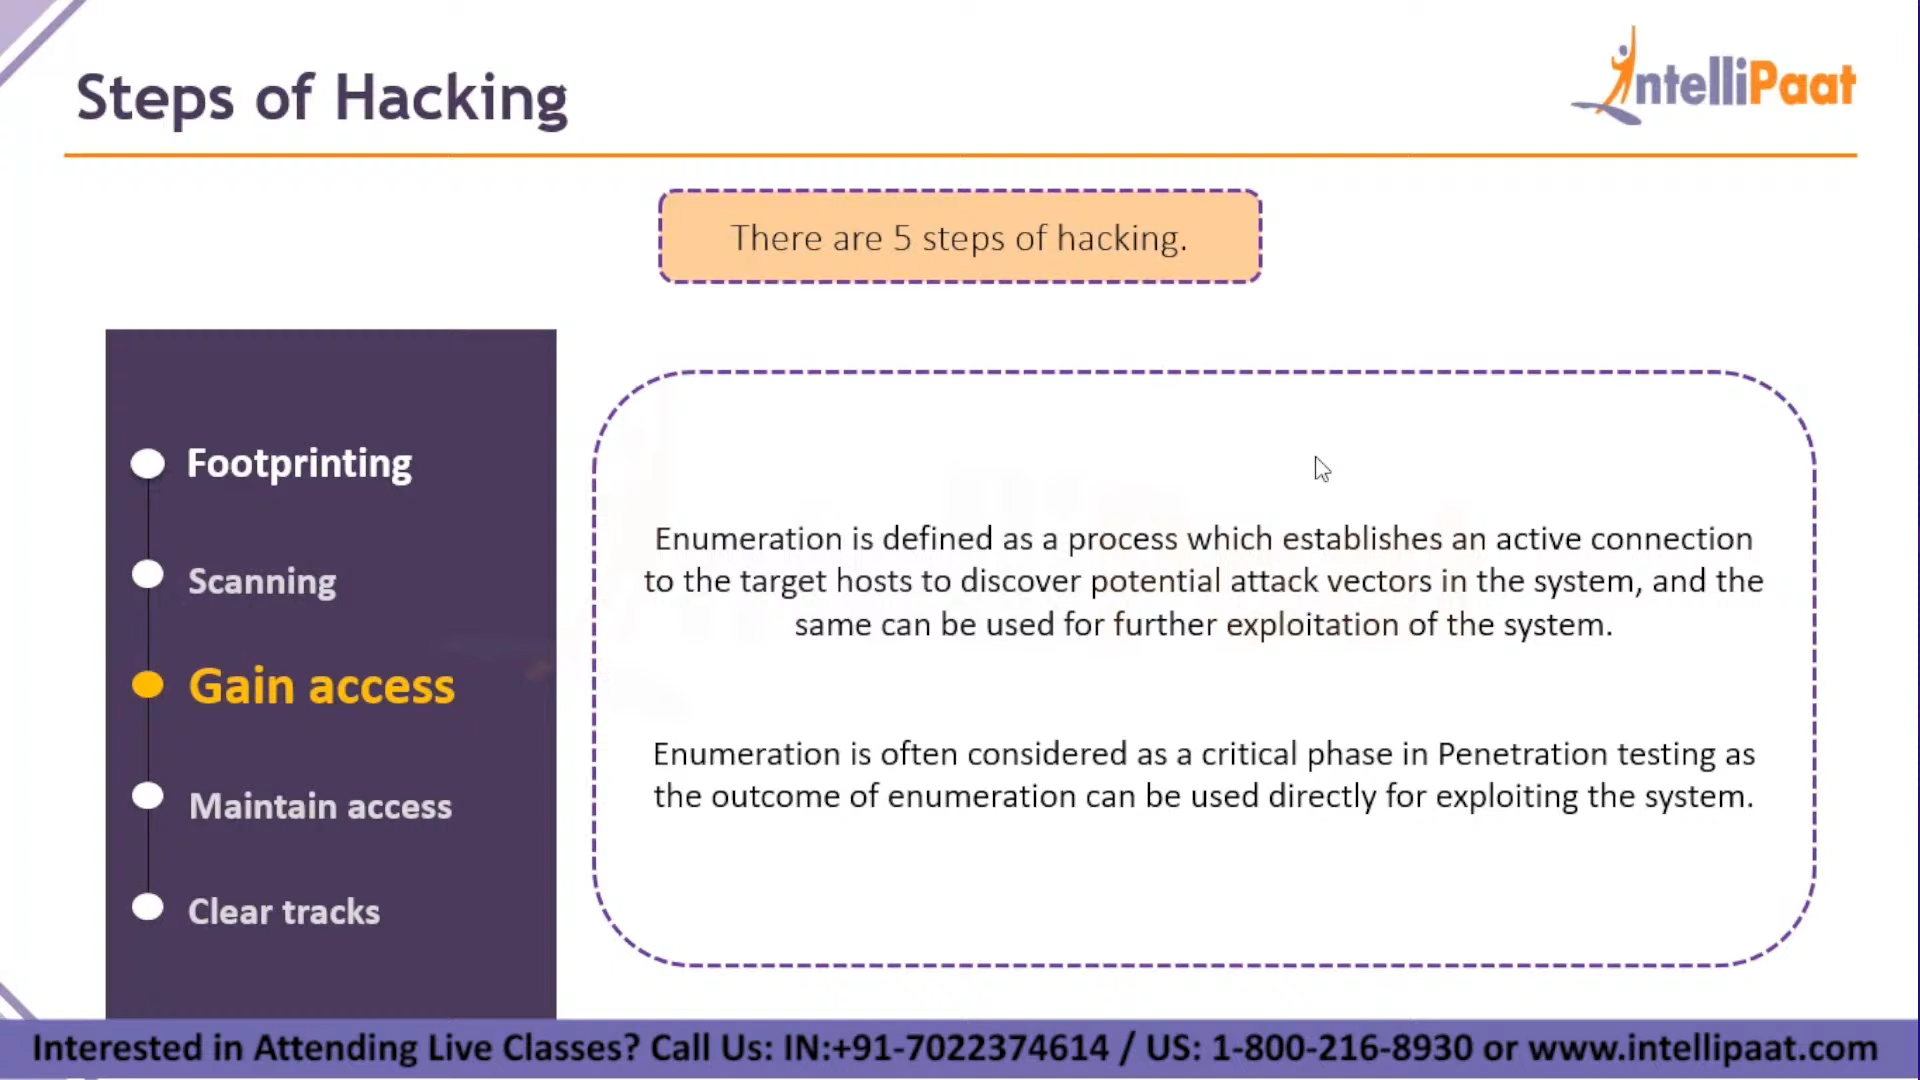 Steps of Hacking
IntelliPaat
There are 5 steps of hacking.
Footprinting
Scanning
Gain access
Maintain access
Clear tracks
Enumeration is defined as a process which establishes an active connection
to the target hosts to discover potential attack vectors in the system, and the
same can be used for further exploitation of the system.
Enumeration is often considered as a critical phase in Penetration testing as
the outcome of enumeration can be used directly for exploiting the system.
Interested in Attending Live Classes? Call Us: IN:+91-7022374614 / US: 1-800-216-8930 or www.intellipaat.com